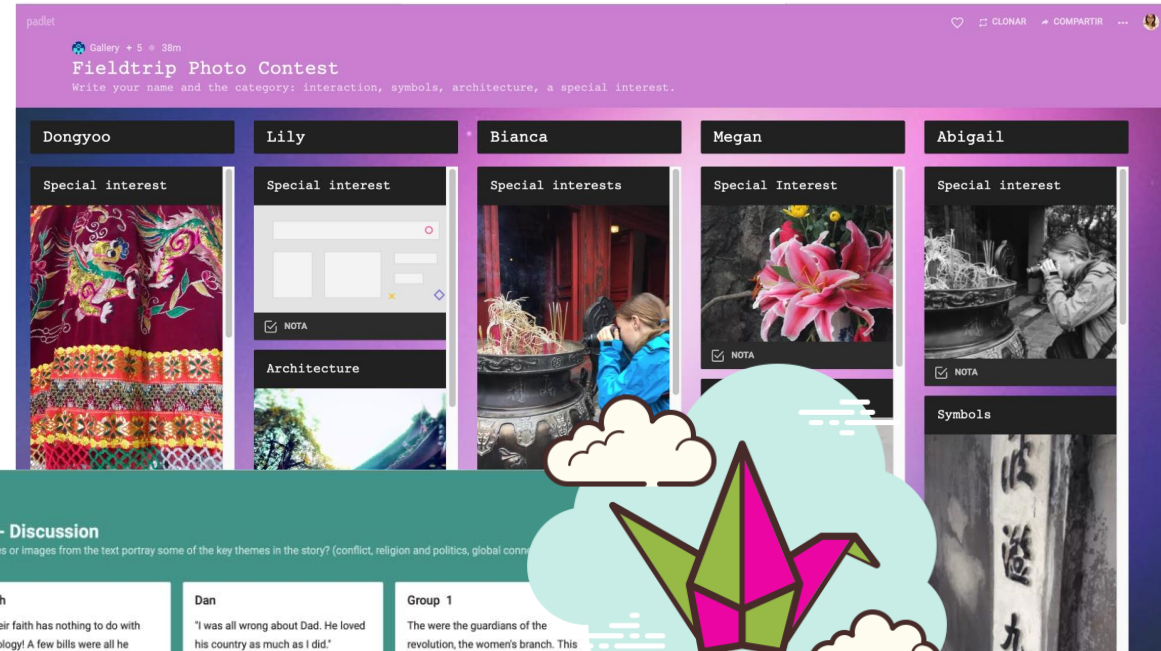 padlet
CLONAR
COMPARTIR
Gallery + 5 • 38m
Fieldtrip Photo Contest
Write your name and the category: interaction, symbols, architecture, a special interest.
Dongyoo
Lily
Bianca
Megan
Abigail
Special interest
Special interest
Special interests
Special Interest
Special interest
NOTA
Architecture
NOTA
NOTA
Symbols
九
- Discussion
or images from the text portray some of the key themes in the story? (conflict, religion and politics, global
Dan
"I was all wrong about Dad. He loved
his country as much as I did."
Group 1
The were the guardians of the
revolution, the women's branch. This
faith has nothing to do with
A few bills were all he